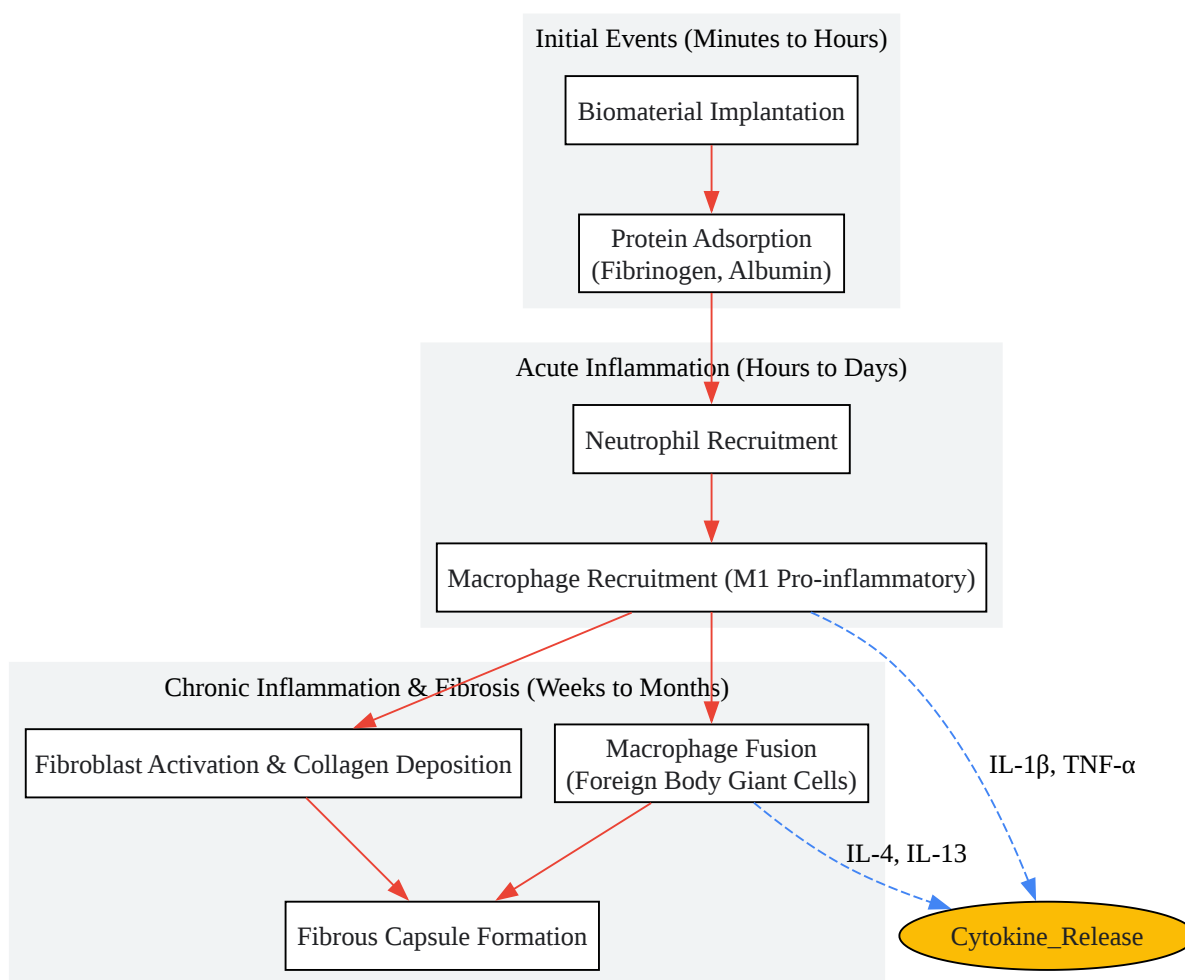 Initial Events (Minutes to Hours)
Biomaterial Implantation
Protein Adsorption
(Fibrinogen, Albumin)
Acute Inflammation (Hours to Days)
Neutrophil Recruitment
Macrophage Recruitment (M1 Pro-inflammatory)
Chronic Inflammation & Fibrosis (Weeks to Months)
Fibroblast Activation & Collagen Deposition
Macrophage Fusion
(Foreign Body Giant Cells)
IL-1β, TNF-α
IL-4, IL-13
Fibrous Capsule Formation
Cytokine_Release